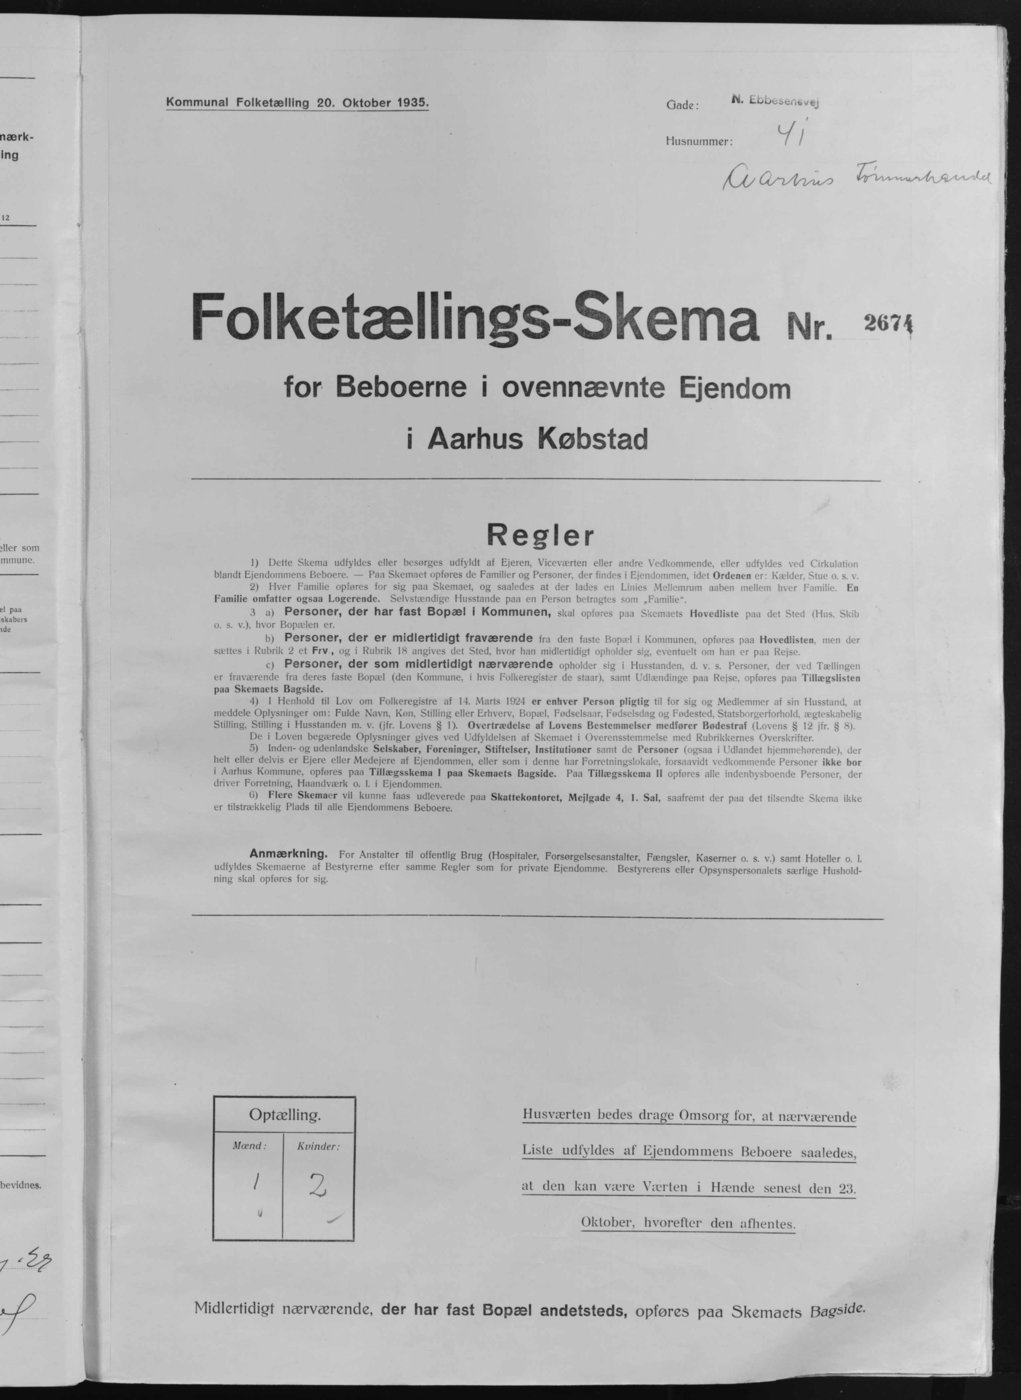 Kommunal Folketælling 20. Oktober 1935.
Gade: N. Ebbesensvej
Husnummer: 41
Aarhus Tømmerhandel
Folketællings-Skema Nr. 2674
for Beboerne i ovennævnte Ejendom
i Aarhus Købstad
Regler
1) Dette Skema udfyldes eller besørges udfyldt af Ejeren, Viceværten eller andre Vedkommende, eller udfyldes ved Cirkulation
blandt Ejendommens Beboere. — Paa Skemaet opføres de Familier og Personer, der findes i Ejendommen, idet Ordenen er: Kælder, Stue o. s. v.
2) Hver Familie opføres for sig paa Skemaet, og saaledes at der lades en Linies Mellemrum aaben mellem hver Familie. En
Familie omfatter ogsaa Logerende. Selvstændige Husstande paa en Person betragtes som „Familie“.
3 a) Personer, der har fast Bopæl i Kommunen, skal opføres paa Skemaets Hovedliste paa det Sted (Hus, Skib
o. s. v.), hvor Bopælen er.
b) Personer, der er midlertidigt fraværende fra den faste Bopæl i Kommunen, opføres paa Hovedlisten, men der
sættes i Rubrik 2 et Frv., og i Rubrik 18 angives det Sted, hvor han midlertidigt opholder sig, eventuelt om han er paa Rejse.
c) Personer, der som midlertidigt nærværende opholder sig i Husstanden, d. v. s. Personer, der ved Tællingen
er fraværende fra deres faste Bopæl (den Kommune, i hvis Folkeregister de staar), samt Udlændinge paa Rejse, opføres paa Tillægslisten
paa Skemaets Bagside.
4) I Henhold til Lov om Folkeregistre af 14. Marts 1924 er enhver Person pligtig til for sig og Medlemmer af sin Husstand, at
meddele Oplysninger om: Fulde Navn, Køn, Stilling eller Erhverv, Bopæl, Fødselsaar, Fødselsdag og Fødested, Statsborgerforhold, ægteskabelig
Stilling, Stilling i Husstanden m. v. (jfr. Lovens § 1). Overtrædelse af Lovens Bestemmelser medfører Bødestraf (Lovens § 12 jfr. § 8).
De i Loven begærede Oplysninger gives ved Udfyldelsen af Skemaet i Overensstemmelse med Rubrikkernes Overskrifter.
5) Inden- og udenlandske Selskaber, Foreninger, Stiftelser, Institutioner samt de Personer (ogsaa i Udlandet hjemmehørende), der
helt eller delvis er Ejere eller Medejere af Ejendommen, eller som i denne har Forretningslokale, forsaavidt vedkommende Personer ikke bor
i Aarhus Kommune, opføres paa Tillægsskema I paa Skemaets Bagside. Paa Tillægsskema II opføres alle indenbysboende Personer, der
driver Forretning, Haandværk o. l. i Ejendommen.
6) Flere Skemaer vil kunne faas udleverede paa Skattekontoret, Mejlgade 4, 1. Sal, saafremt der paa det tilsendte Skema ikke
er tilstrækkelig Plads til alle Ejendommens Beboere.
Anmærkning. For Anstalter til offentlig Brug (Hospitaler, Forsørgelsesanstalter, Fængsler, Kaserner o. s. v.) samt Hoteller o. l.
udfyldes Skemaerne af Bestyrerne efter samme Regler som for private Ejendomme. Bestyrerens eller Opsynspersonalets særlige Hushold-
ning skal opføres for sig.
Optælling.
Mænd: Kvinder:
1 2
Husværten bedes drage Omsorg for, at nærværende
Liste udfyldes af Ejendommens Beboere saaledes,
at den kan være Værten i Hænde senest den 23.
Oktober, hvorefter den afhentes.
Midlertidigt nærværende, der har fast Bopæl andetsteds, opføres paa Skemaets Bagside.